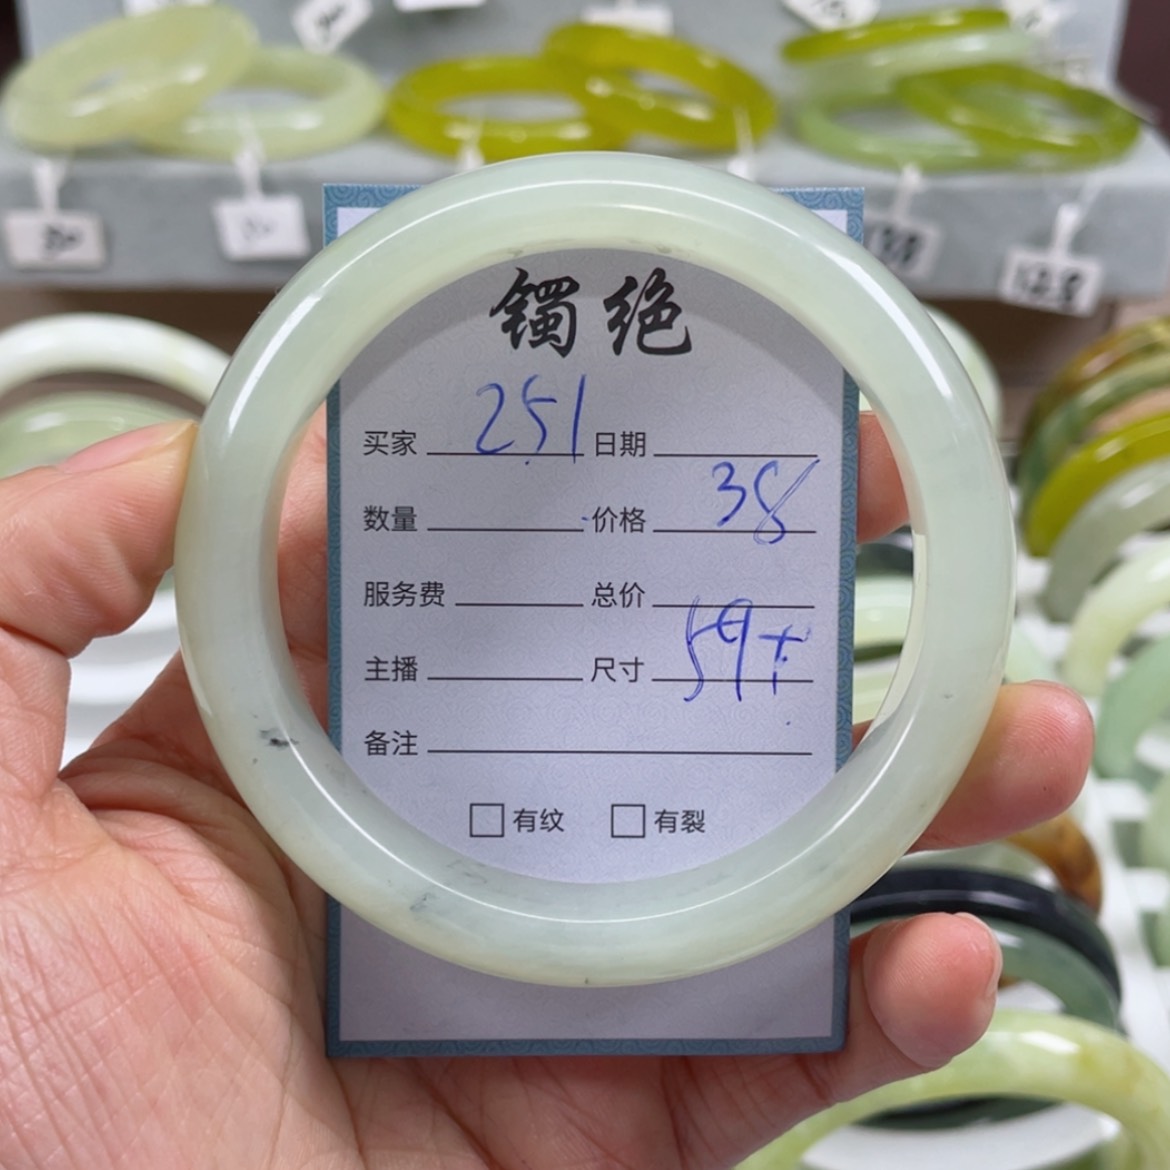 镯绝
买家 251 日期
数量 价格 38
服务费 总价
主播 尺寸 59+
备注
□有纹 □有裂
128